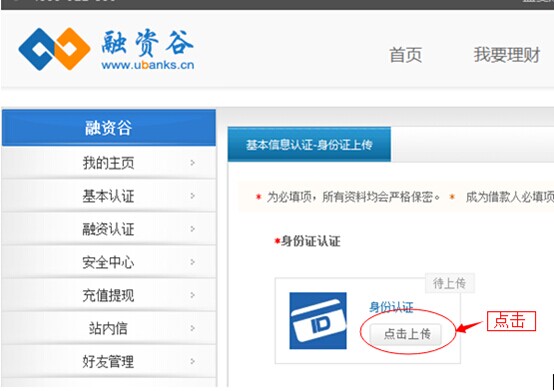 融资谷
www.ubanks.cn
首页
我要理财
融资谷
我的主页
基本认证
融资认证
安全中心
充值提现
站内信
好友管理
基本信息认证-身份证上传
* 为必填项，所有资料均会严格保密。 * 成为借款人必填项
*身份证认证
待上传
ID
身份认证
点击上传
点击